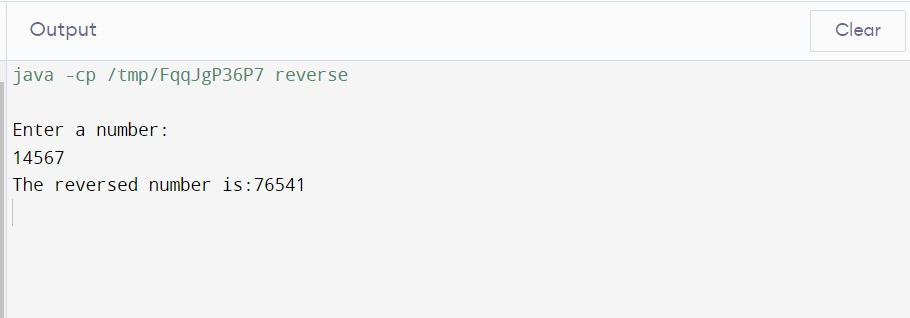 Output
Clear
java -cp /tmp/FqqJgP36P7 reverse
Enter a number:
14567
The reversed number is:76541